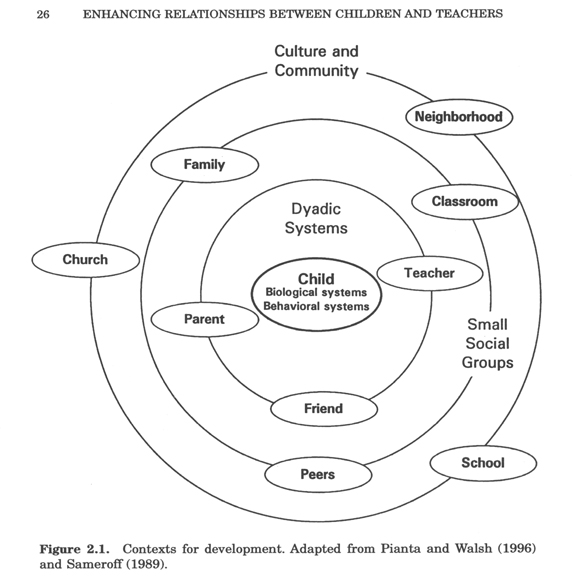 26 ENHANCING RELATIONSHIPS BETWEEN CHILDREN AND TEACHERS
Culture and
Community
Neighborhood
Family
Classroom
Dyadic
Systems
Church
Teacher
Child
Biological systems
Behavioral systems
Parent
Small
Social
Groups
Friend
School
Peers
Figure 2.1. Contexts for development. Adapted from Pianta and Walsh (1996)
and Sameroff (1989).